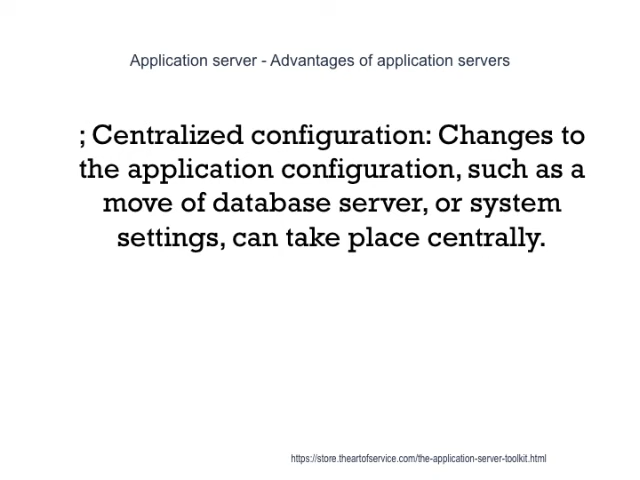 Application server - Advantages of application servers
; Centralized configuration: Changes to
the application configuration, such as a
move of database server, or system
settings, can take place centrally.
https://store.theartofservice.com/the-application-server-toolkit.html